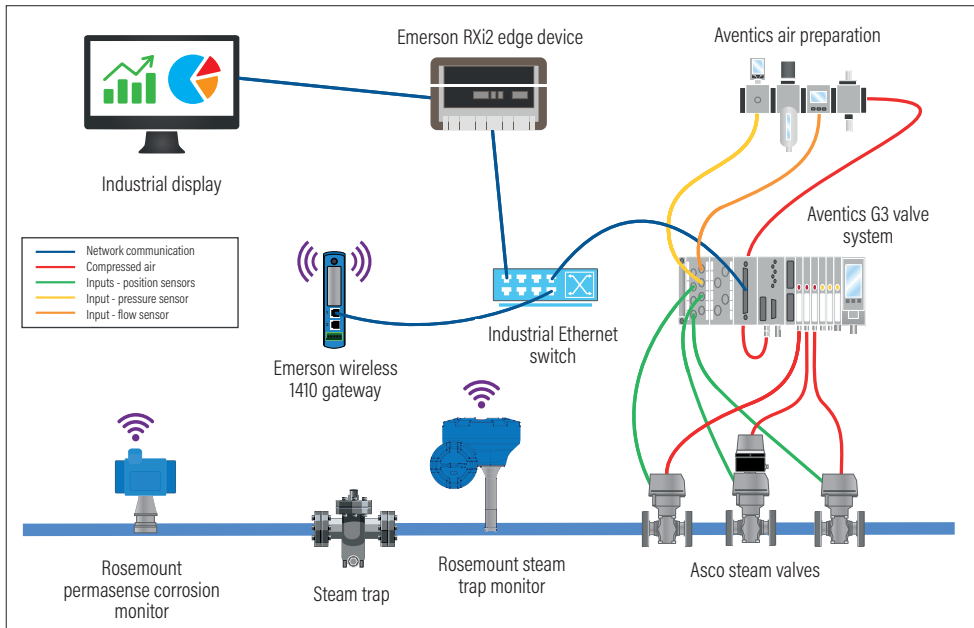 Emerson RXi2 edge device
Aventics air preparation
Industrial display
Aventics G3 valve
system
Network communication
Compressed air
Inputs - position sensors
Input - pressure sensor
Input - flow sensor
Industrial Ethernet
switch
Emerson wireless
1410 gateway
Rosemount
permasense corrosion
monitor
Steam trap
Rosemount steam
trap monitor
Asco steam valves